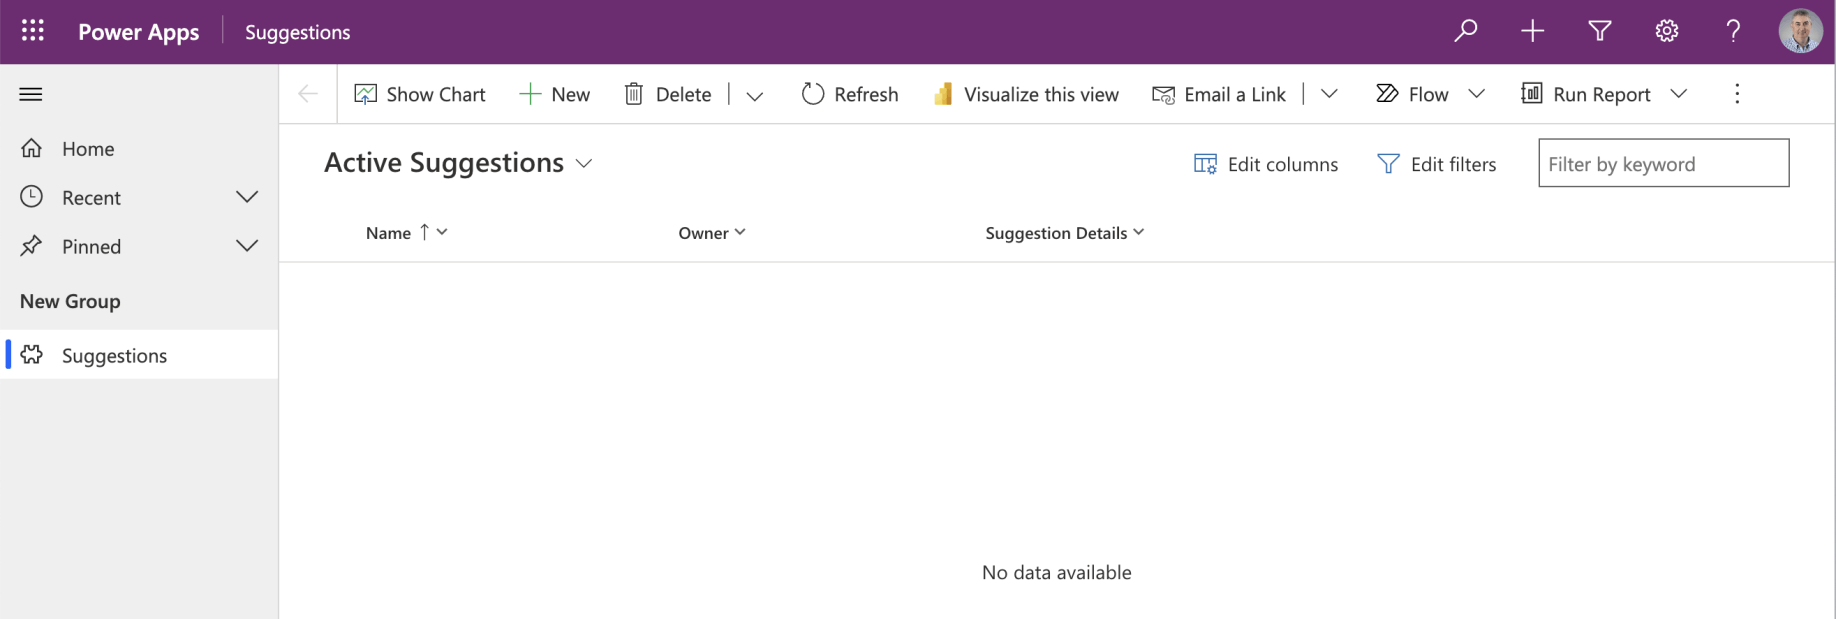 Power Apps Suggestions
Show Chart New Delete Refresh Visualize this view Email a Link Flow Run Report
Home
Recent
Pinned
New Group
Suggestions
Active Suggestions
Edit columns Edit filters Filter by keyword
Name Owner Suggestion Details
No data available